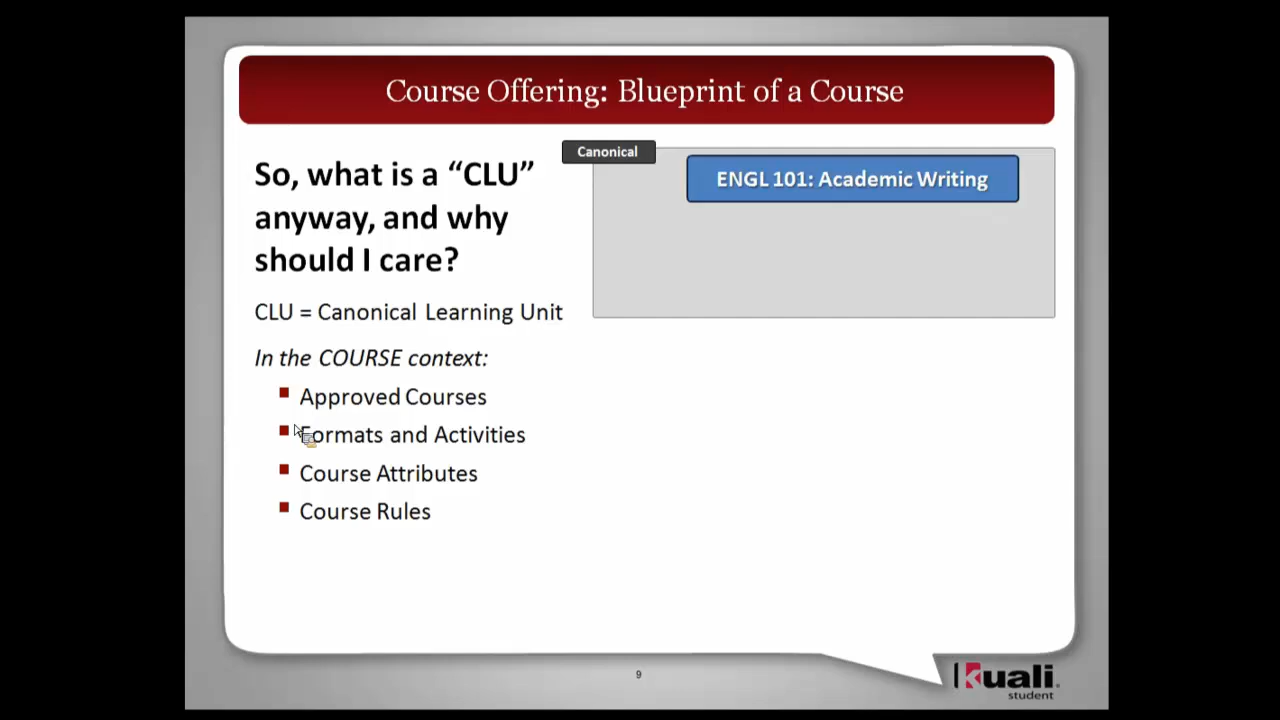 Course Offering: Blueprint of a Course
So, what is a “CLU”
anyway, and why
should I care?
CLU = Canonical Learning Unit
In the COURSE context:
Approved Courses
Formats and Activities
Course Attributes
Course Rules
Canonical
ENGL 101: Academic Writing
9
kuali
student